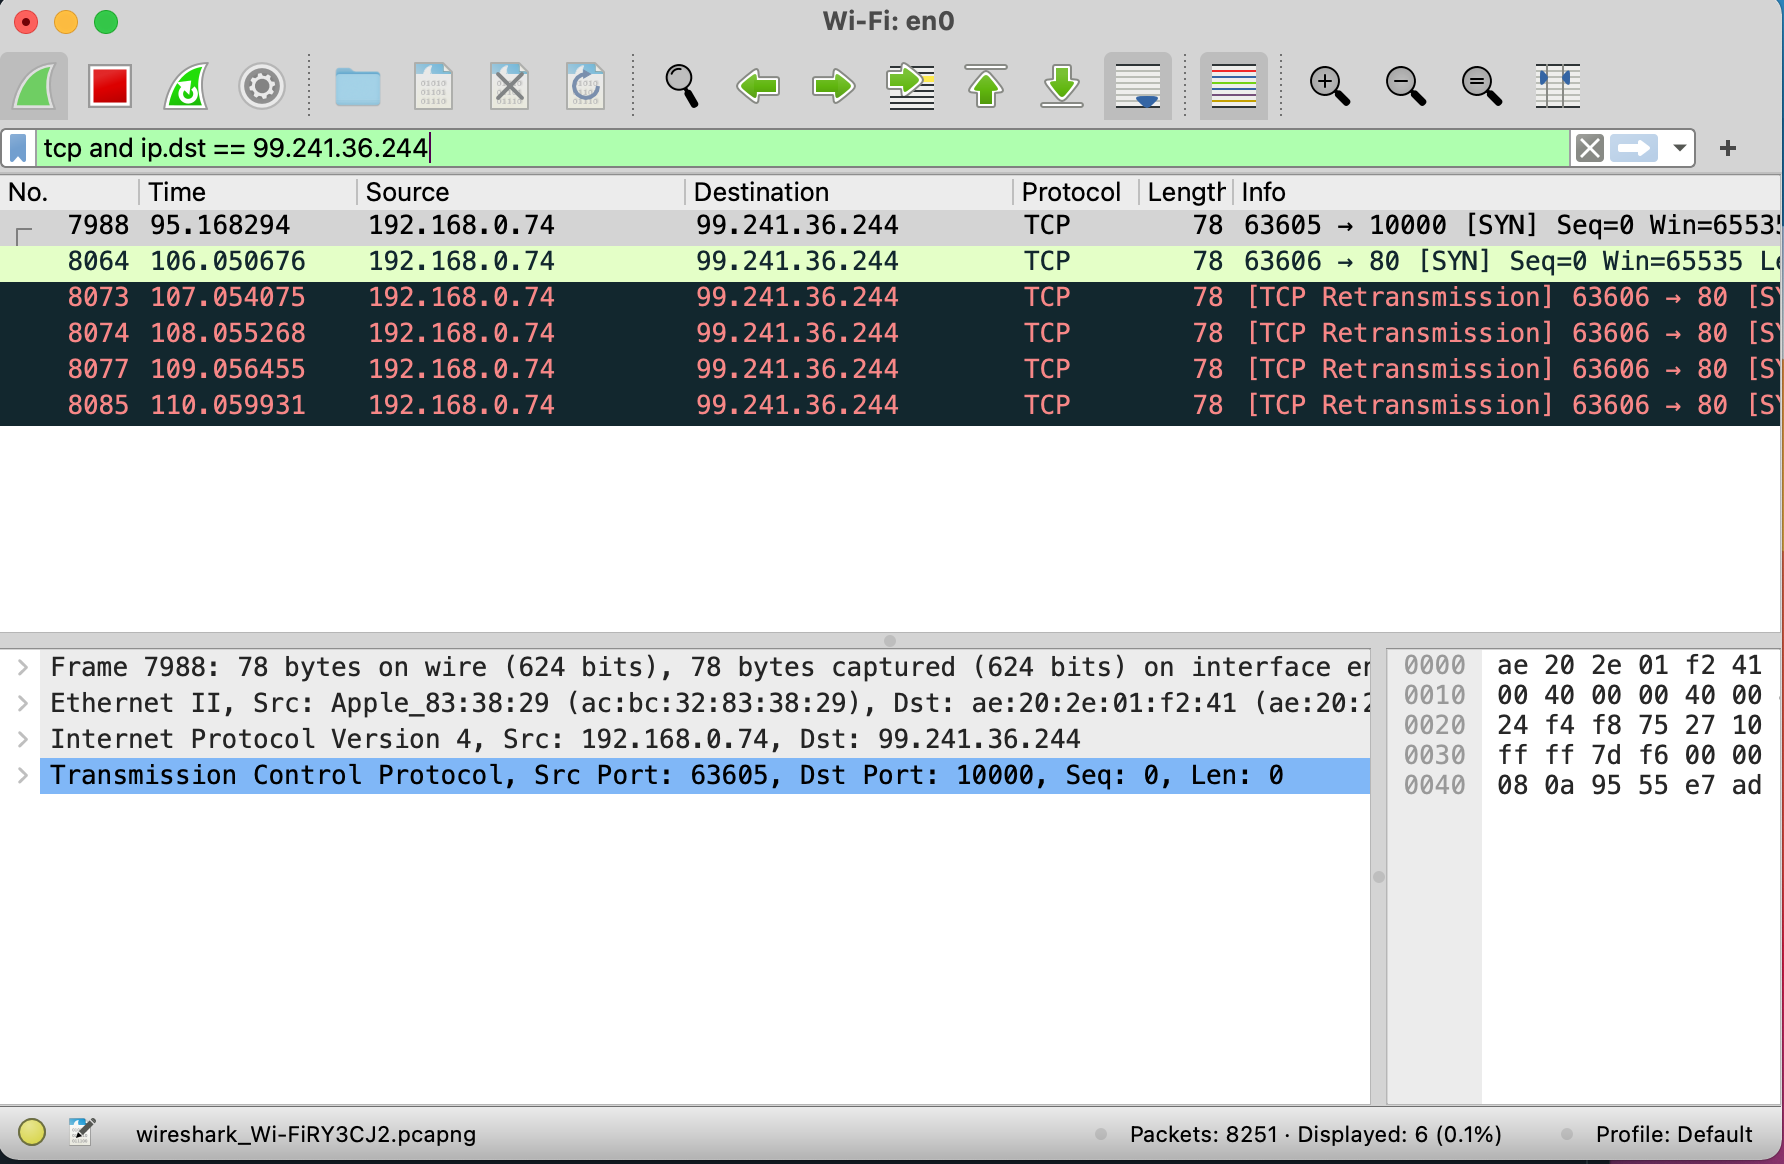 Wi-Fi: en0
tcp and ip.dst == 99.241.36.244
No. Time Source Destination Protocol Length Info
7988 95.168294 192.168.0.74 99.241.36.244 TCP 78 63605 → 10000 [SYN] Seq=0 Win=65535
8064 106.050676 192.168.0.74 99.241.36.244 TCP 78 63606 → 80 [SYN] Seq=0 Win=65535 Le
8073 107.054075 192.168.0.74 99.241.36.244 TCP 78 [TCP Retransmission] 63606 → 80 [SY
8074 108.055268 192.168.0.74 99.241.36.244 TCP 78 [TCP Retransmission] 63606 → 80 [SY
8077 109.056455 192.168.0.74 99.241.36.244 TCP 78 [TCP Retransmission] 63606 → 80 [SY
8085 110.059931 192.168.0.74 99.241.36.244 TCP 78 [TCP Retransmission] 63606 → 80 [SY
Frame 7988: 78 bytes on wire (624 bits), 78 bytes captured (624 bits) on interface en
Ethernet II, Src: Apple_83:38:29 (ac:bc:32:83:38:29), Dst: ae:20:2e:01:f2:41 (ae:20:2
Internet Protocol Version 4, Src: 192.168.0.74, Dst: 99.241.36.244
Transmission Control Protocol, Src Port: 63605, Dst Port: 10000, Seq: 0, Len: 0
0000 ae 20 2e 01 f2 41
0010 00 40 00 00 40 00
0020 24 f4 f8 75 27 10
0030 ff ff 7d f6 00 00
0040 08 0a 95 55 e7 ad
wireshark_Wi-FiRY3CJ2.pcapng
Packets: 8251 · Displayed: 6 (0.1%)
Profile: Default